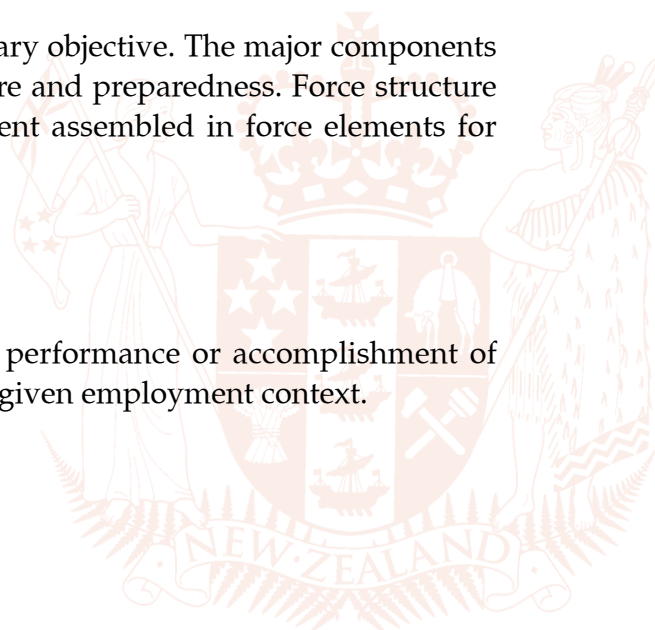 ary objective. The major components
re and preparedness. Force structure
ent assembled in force elements for
performance or accomplishment of
given employment context.
NEW·ZEALAND